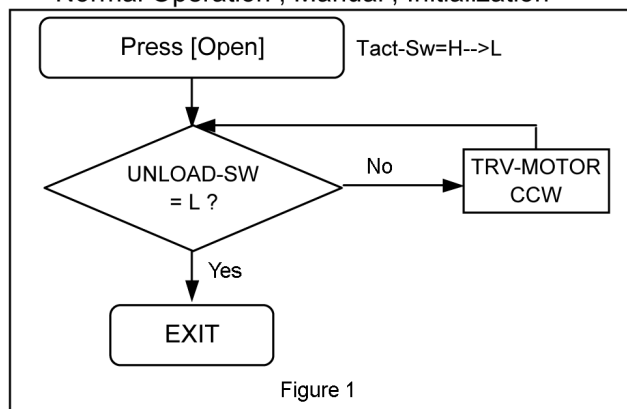 Normal Operation , Manual , Initialization
Press [Open]
Tact-Sw=H-->L
UNLOAD-SW
= L ?
No
TRV-MOTOR
CCW
Yes
EXIT
Figure 1